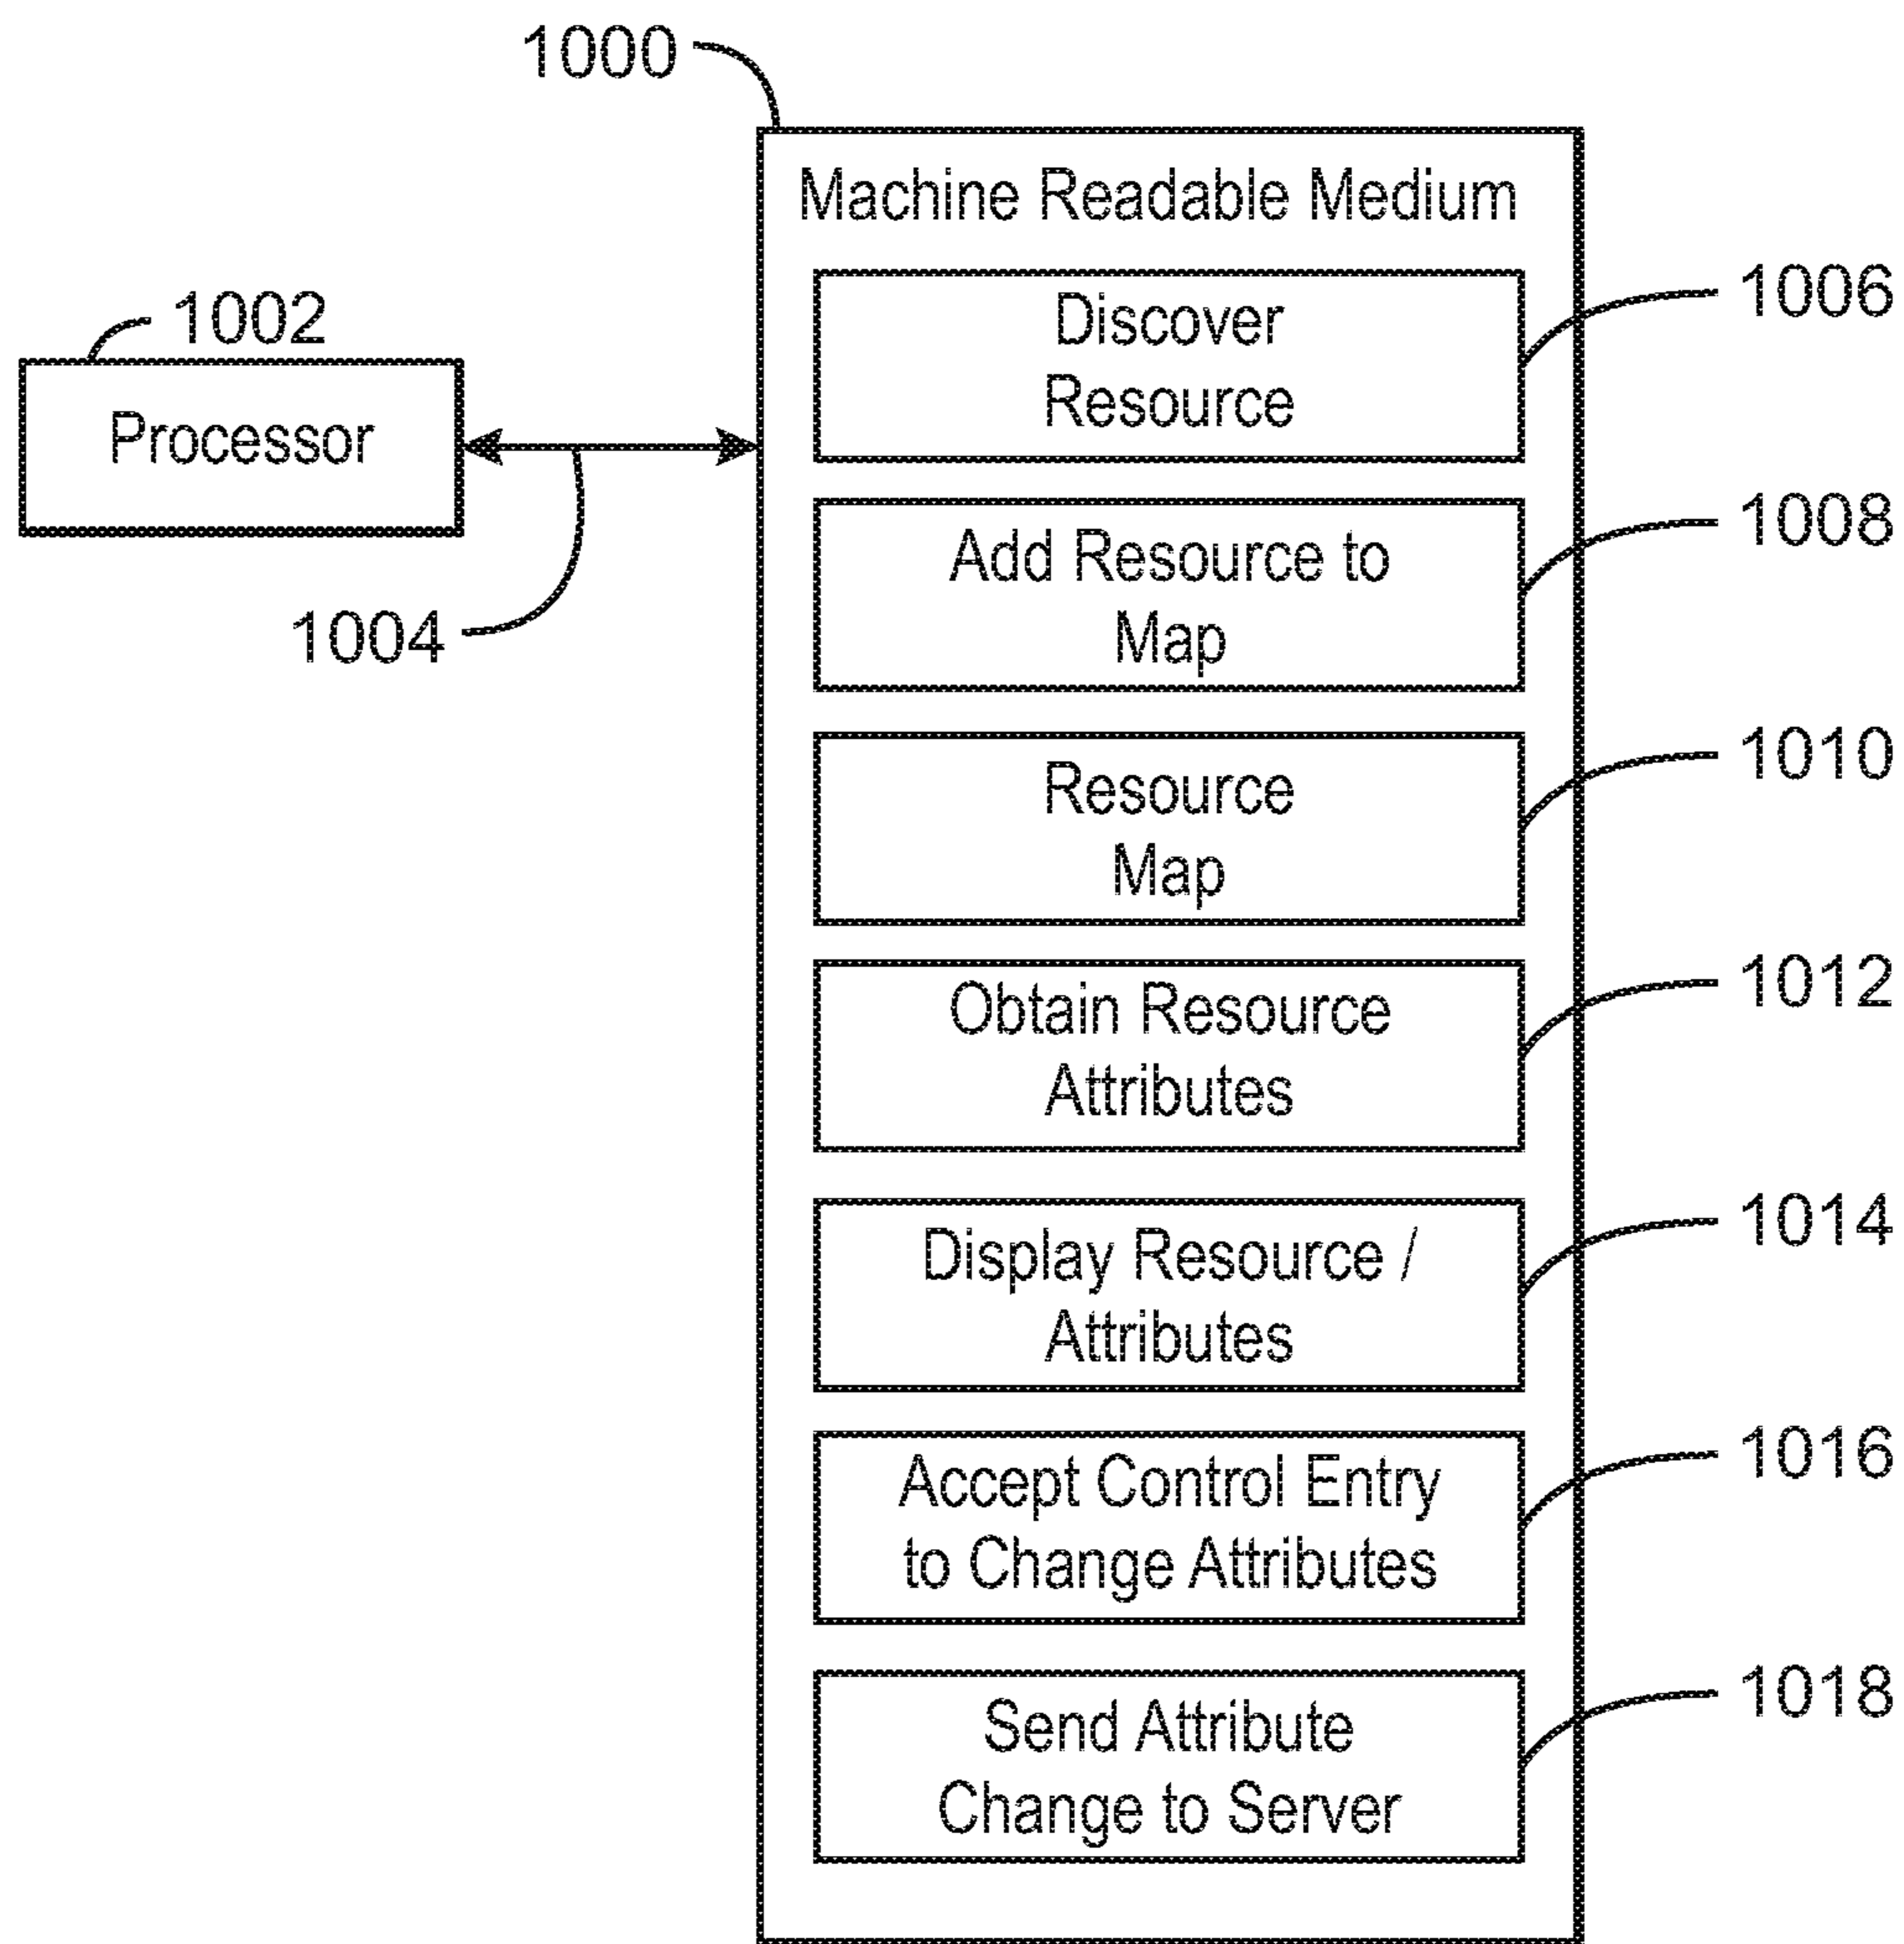 1000
Machine Readable Medium
1002
Processor
1004
Discover
Resource
1006
Add Resource to
Map
1008
Resource
Map
1010
Obtain Resource
Attributes
1012
Display Resource /
Attributes
1014
Accept Control Entry
to Change Attributes
1016
Send Attribute
Change to Server
1018